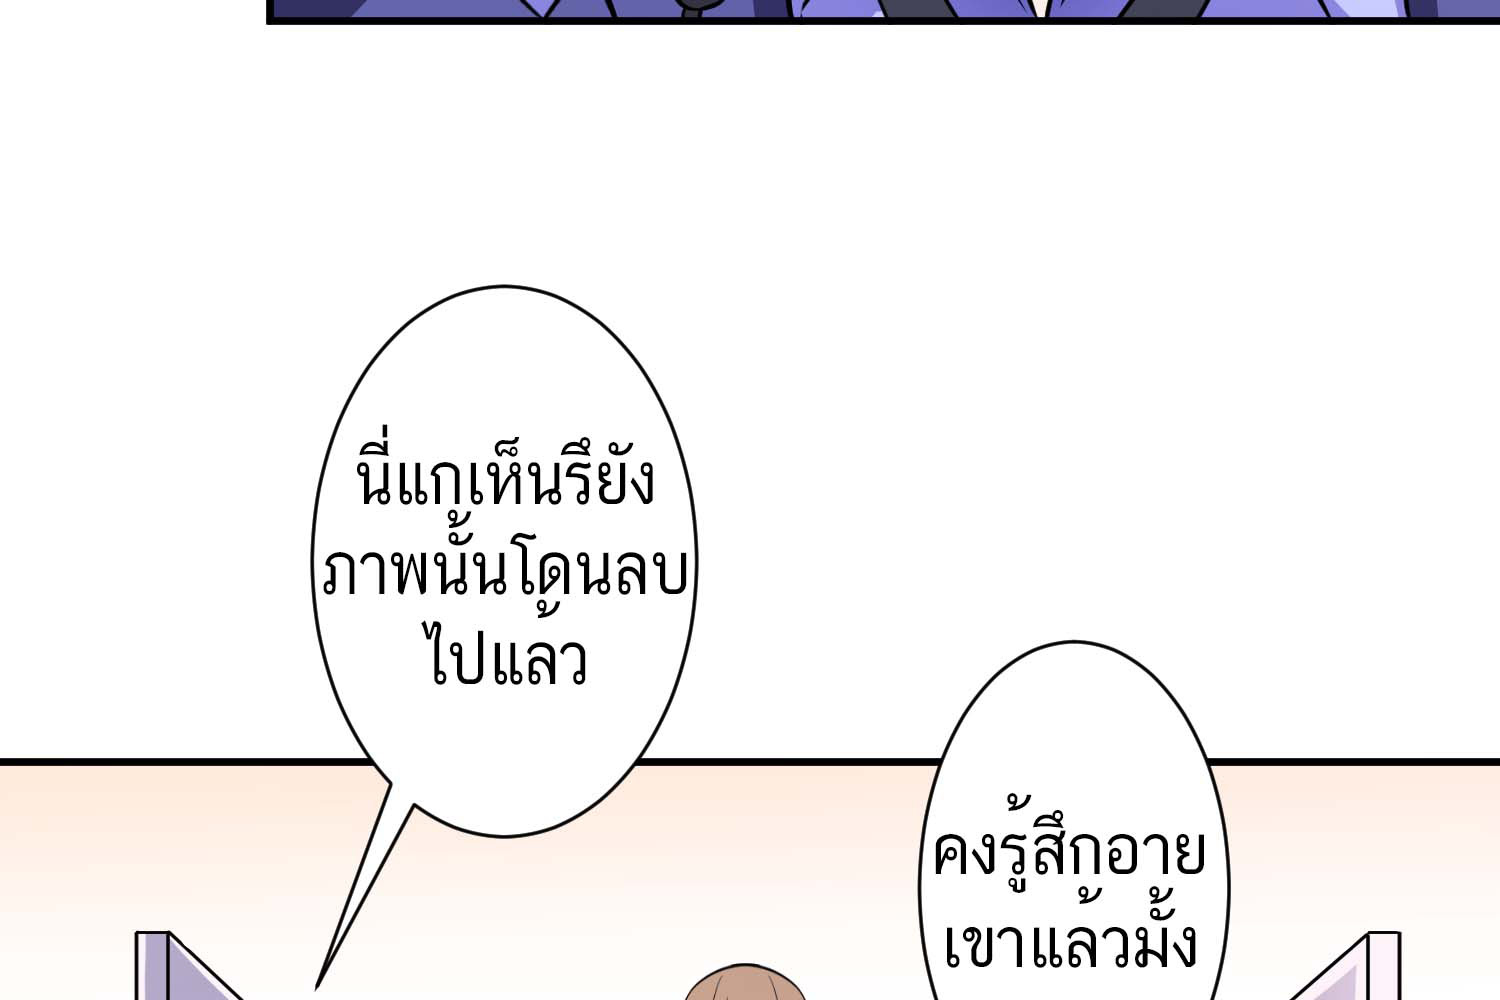 นี่แกเห็นรึยัง
ภาพนั้นโดนลบ
ไปแล้ว
คงรู้สึกอาย
เขาแล้วมั้ง